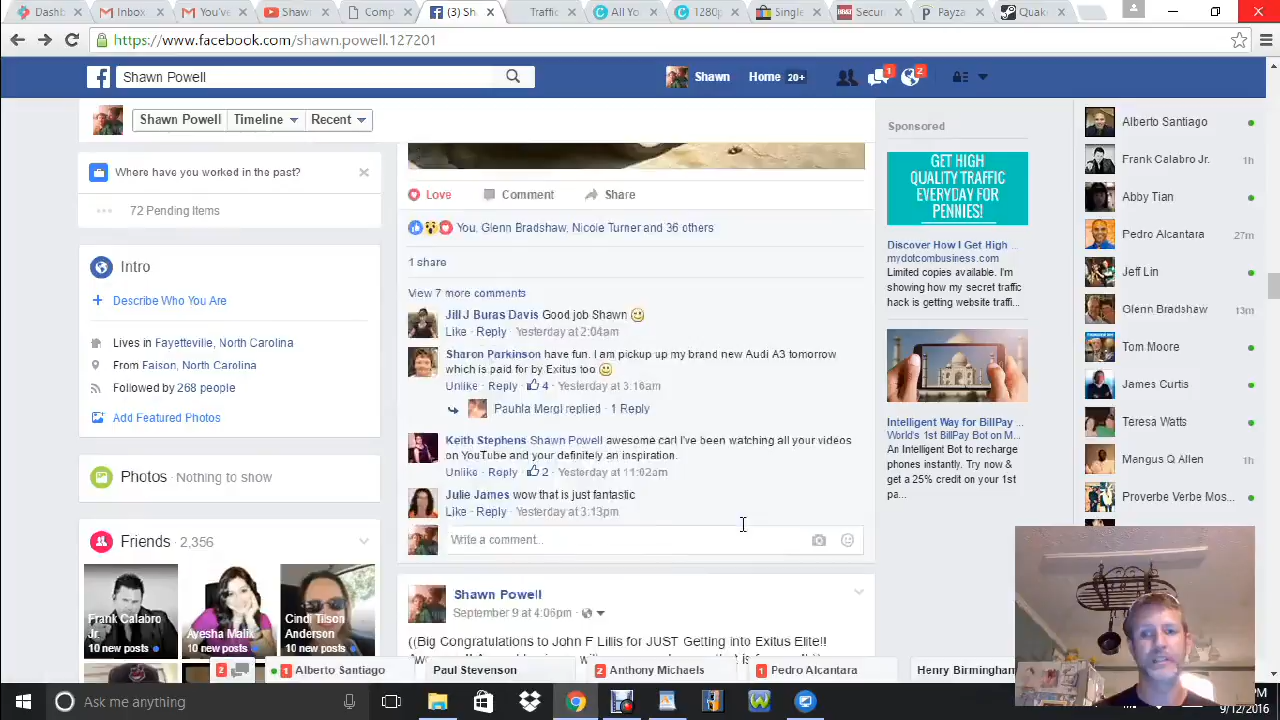 Dashb
Inbox
You've
Shawn
Comp
(3) Sh
Traffic
All Yo
1280p
Single
Secur
Payza
Quak
https://www.facebook.com/shawn.powell.127201
Shawn Powell
Shawn
Home 20+
1
2
Shawn Powell
Timeline
Recent
Where have you worked in the past?
72 Pending Items
Intro
Describe Who You Are
Lives in Fayetteville, North Carolina
From Faison, North Carolina
Followed by 268 people
Add Featured Photos
Photos · Nothing to show
Friends · 2,356
Frank Calabro
Jr.
10 new posts
Ayesha Malik
10 new posts
Cindi Tilson
Anderson
10 new posts
Love
Comment
Share
You, Glenn Bradshaw, Nicole Turner and 36 others
1 share
View 7 more comments
Jill J Buras Davis Good job Shawn
Like · Reply · Yesterday at 2:04am
Sharon Parkinson have fun. I am pickup my brand new Audi A3 tomorrow
which is paid for by Exitus too
Unlike · Reply · 4 · Yesterday at 3:16am
Pauhla Mergi replied · 1 Reply
Keith Stephens Shawn Powell awesome car! I've been watching all your videos
on YouTube and your definitely an inspiration.
Unlike · Reply · 2 · Yesterday at 11:02am
Julie James wow that is just fantastic
Like · Reply · Yesterday at 3:13pm
Write a comment...
Shawn Powell
September 9 at 4:06pm ·
((Big Congratulations to John F Lillis for JUST Getting into Exitus Elite!!
Sponsored
GET HIGH
QUALITY TRAFFIC
EVERYDAY FOR
PENNIES!
Discover How I Get High ...
mydotcombusiness.com
Limited copies available. I'm
showing how my secret traffic
hack is getting website traffi...
Intelligent Way for BillPay ...
World's 1st BillPay Bot on M...
An Intelligent Bot to recharge
phones instantly. Try now &
get a 25% credit on your 1st
pa...
Alberto Santiago
Frank Calabro Jr. 1h
Abby Tian
Pedro Alcantara 27m
Jeff Lin
Glenn Bradshaw 13m
Tom Moore
James Curtis
Teresa Watts
Mangus Q Allen 1h
Proverbe Verbe Mos...
2
1 Alberto Santiago
Paul Stevenson
2 Anthony Michaels
1 Pedro Alcantara
Henry Birmingham
Ask me anything
PM
9/12/2016